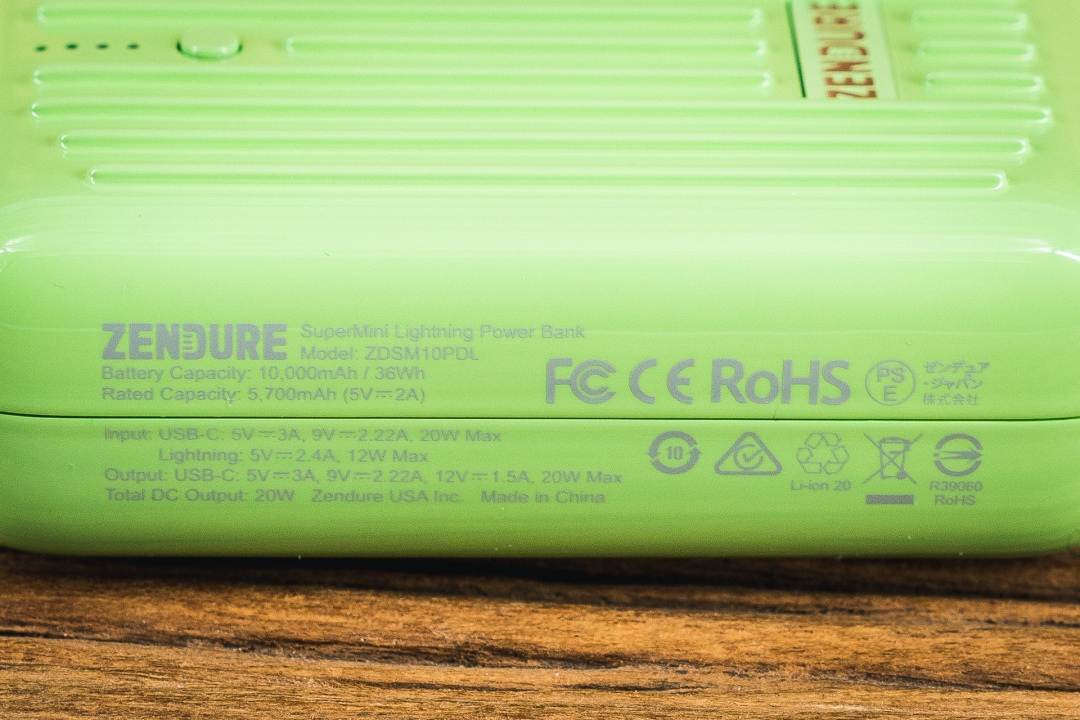 ZENDURE
ZENDURE SuperMini Lightning Power Bank
Model: ZDSM10PDL
Battery Capacity: 10,000mAh / 36Wh
Rated Capacity: 5,700mAh (5V⎓2A)
FC CE RoHS PSE
ゼンデュア
・ジャパン
株式会社
Input: USB-C: 5V⎓3A, 9V⎓2.22A, 20W Max
Lightning: 5V⎓2.4A, 12W Max
Output: USB-C: 5V⎓3A, 9V⎓2.22A, 12V⎓1.5A, 20W Max
Total DC Output: 20W Zendure USA Inc. Made in China
10
Li-ion 20
R39060
RoHS